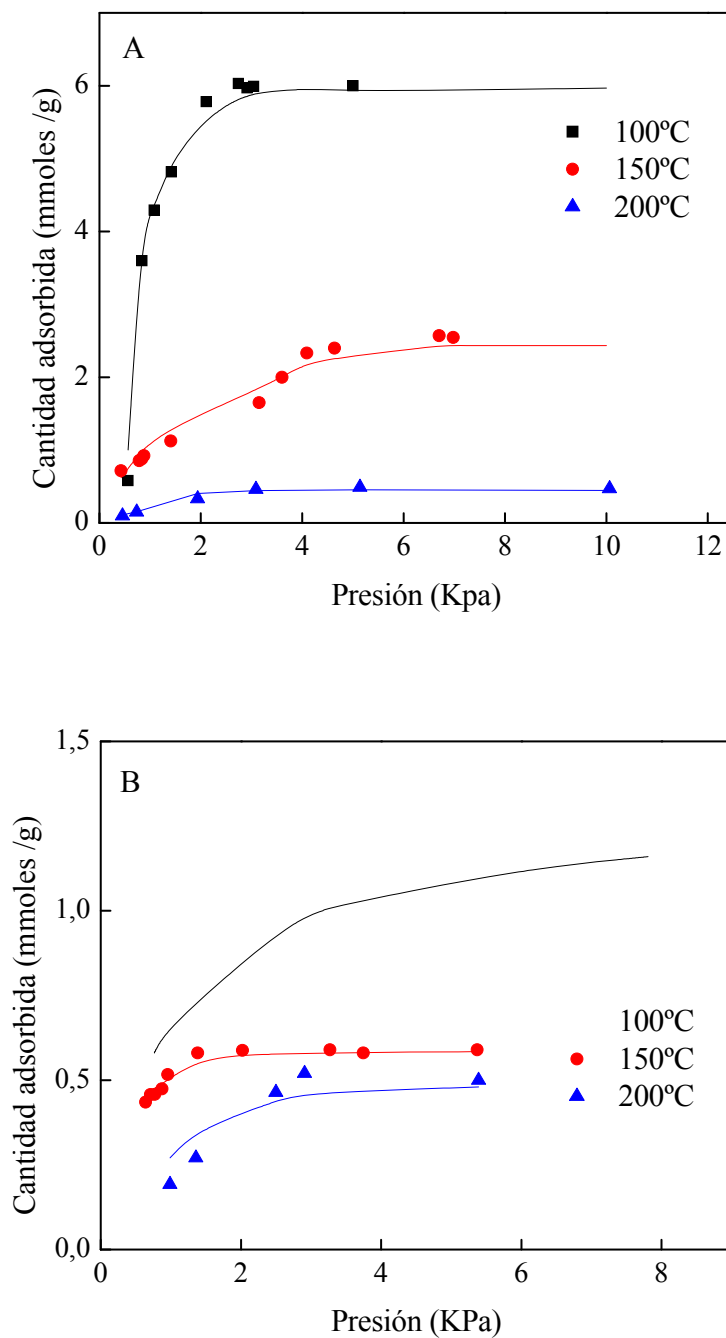 A
6
4
2
0
Cantidad adsorbida (mmoles /g)
100ºC
150ºC
200ºC
0 2 4 6 8 10 12
Presión (Kpa)
B
1,5
1,0
0,5
0,0
Cantidad adsorbida (mmoles /g)
100ºC
150ºC
200ºC
0 2 4 6 8
Presión (KPa)